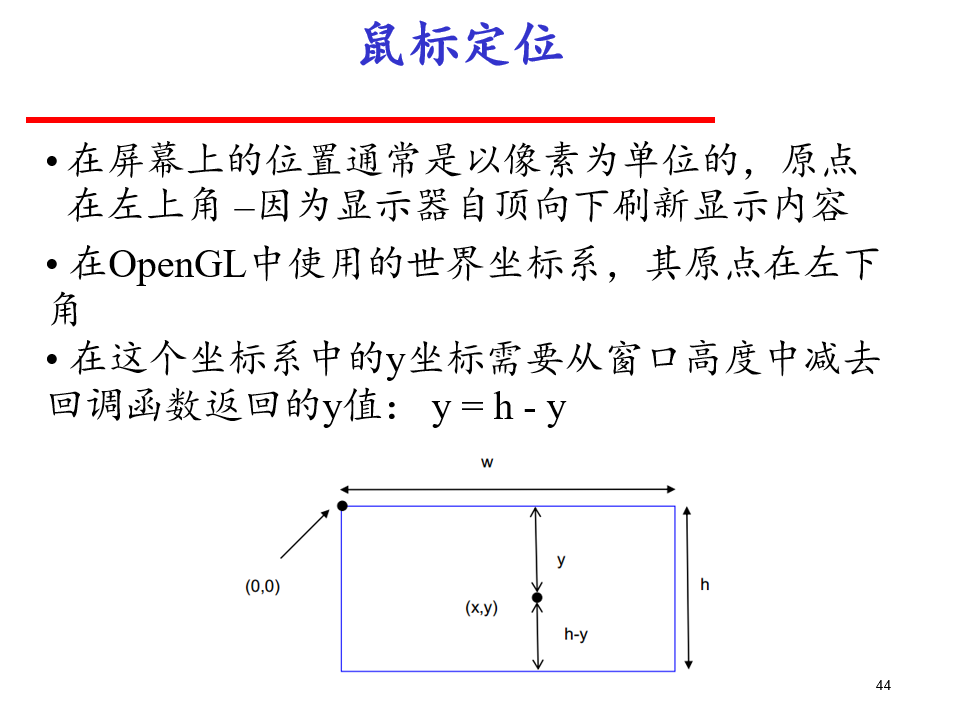 鼠标定位
• 在屏幕上的位置通常是以像素为单位的，原点
在左上角 –因为显示器自顶向下刷新显示内容
• 在OpenGL中使用的世界坐标系，其原点在左下
角
• 在这个坐标系中的y坐标需要从窗口高度中减去
回调函数返回的y值： y = h - y
w
y
(0,0)
h
(x,y)
h-y
44